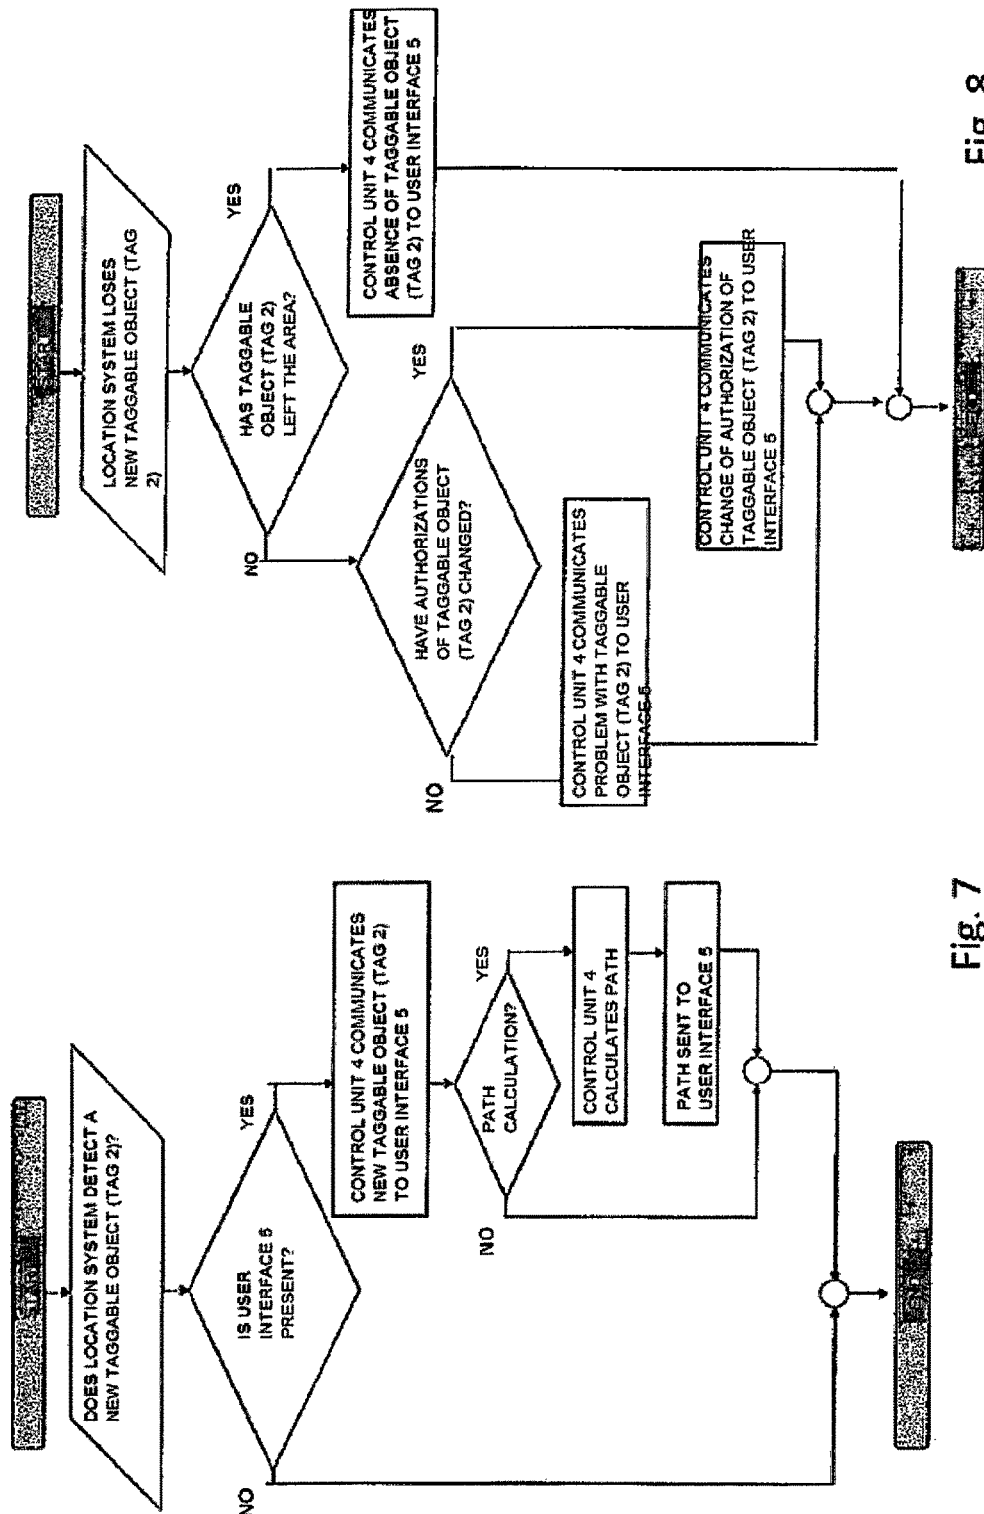 START
DOES LOCATION SYSTEM DETECT A
NEW TAGGABLE OBJECT (TAG 2)?
IS USER
INTERFACE 5
PRESENT?
YES
NO
CONTROL UNIT 4 COMMUNICATES
NEW TAGGABLE OBJECT (TAG 2)
TO USER INTERFACE 5
PATH
CALCULATION?
YES
NO
CONTROL UNIT 4
CALCULATES PATH
PATH SENT TO
USER INTERFACE 5
END
Fig. 7
START
LOCATION SYSTEM LOSES
NEW TAGGABLE OBJECT (TAG
2)
HAS TAGGABLE
OBJECT (TAG 2)
LEFT THE AREA?
YES
NO
CONTROL UNIT 4 COMMUNICATES
ABSENCE OF TAGGABLE OBJECT
(TAG 2) TO USER INTERFACE 5
HAVE AUTHORIZATIONS
OF TAGGABLE OBJECT
(TAG 2) CHANGED?
YES
NO
CONTROL UNIT 4 COMMUNICATES
PROBLEM WITH TAGGABLE
OBJECT (TAG 2) TO USER
INTERFACE 5
CONTROL UNIT 4 COMMUNICATES
CHANGE OF AUTHORIZATION OF
TAGGABLE OBJECT (TAG 2) TO USER
INTERFACE 5
Fig. 8